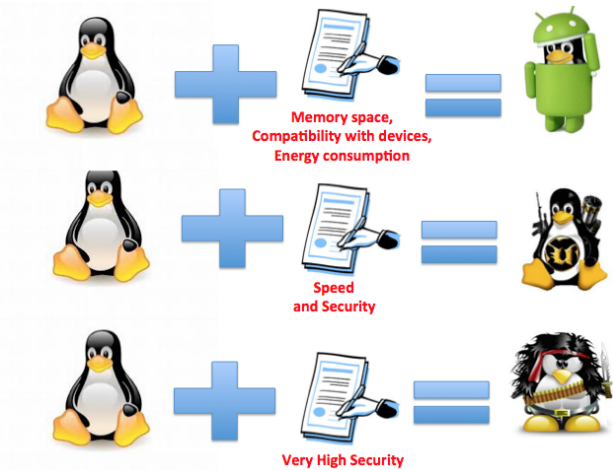 Memory space,
Compatibility with devices,
Energy consumption
Speed
and Security
Very High Security